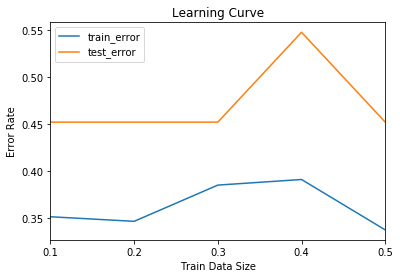 Learning Curve
train_error
test_error
0.55
0.50
0.45
0.40
0.35
Error Rate
0.1 0.2 0.3 0.4 0.5
Train Data Size